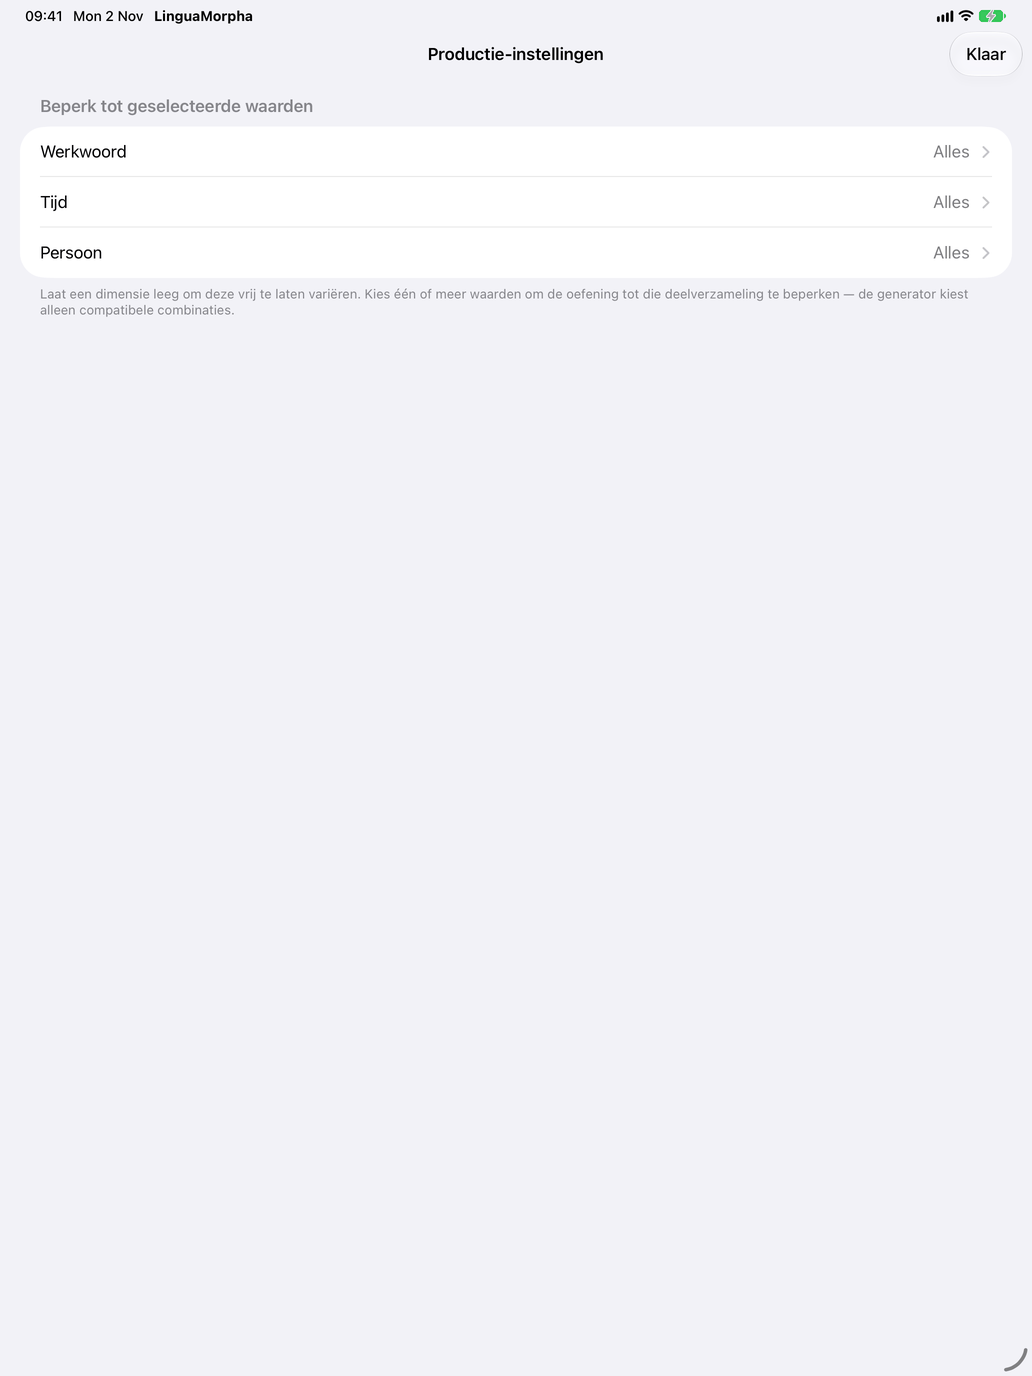 09:41 Mon 2 Nov LinguaMorpha
Productie-instellingen
Klaar
Beperk tot geselecteerde waarden
Werkwoord Alles
Tijd Alles
Persoon Alles
Laat een dimensie leeg om deze vrij te laten variëren. Kies één of meer waarden om de oefening tot die deelverzameling te beperken — de generator kiest
alleen compatibele combinaties.